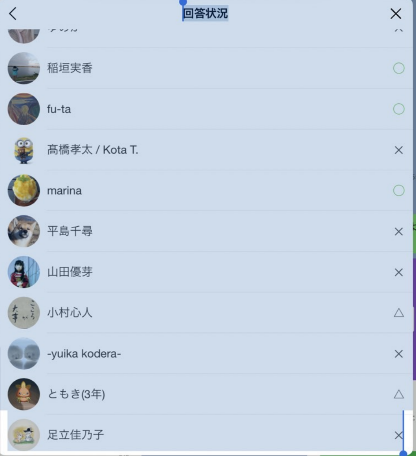 回答状況
稲垣実香 ○
fu-ta ○
髙橋孝太 / Kota T. ×
marina ○
平島千尋 ×
山田優芽 ×
小村心人 △
-yuika kodera- ×
ともき(3年) △
足立佳乃子 ×